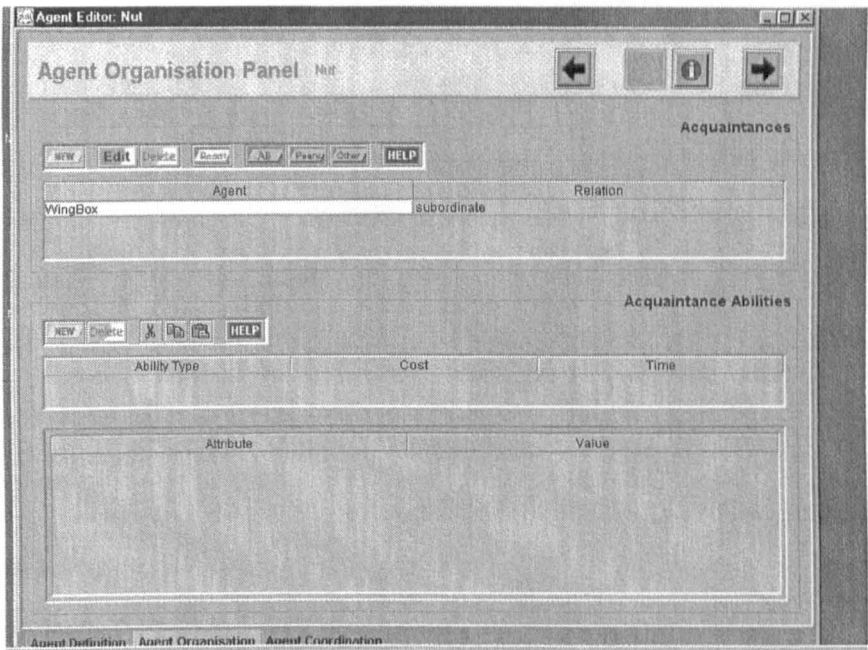 Agent Editor: Nut
Agent Organisation Panel Nut
Acquaintances
NEW Edit Delete Reset All Peers Other HELP
Agent Relation
WingBox subordinate
Acquaintance Abilities
NEW Delete HELP
Ability Type Cost Time
Attribute Value
Agent Definition Agent Organisation Agent Coordination